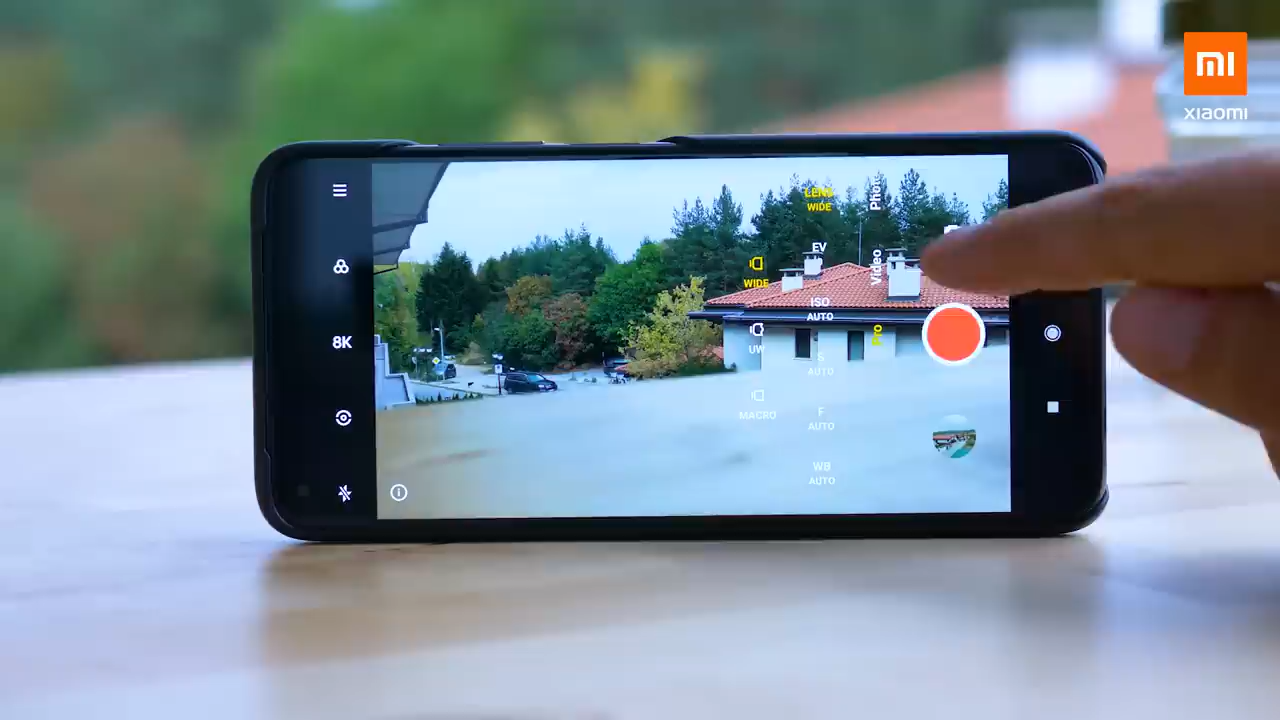 mi
xiaomi
8K
WIDE
UW
MACRO
LENS
WIDE
EV
ISO
AUTO
S
AUTO
F
AUTO
WB
AUTO
Photo
Video
Pro